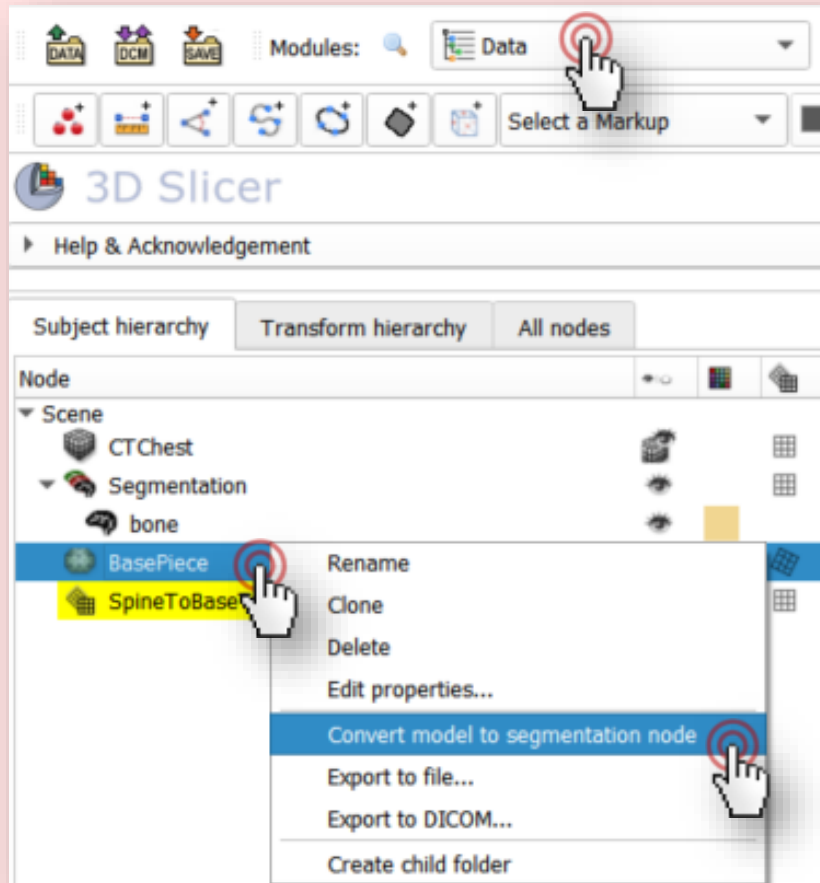 DATA DCM SAVE Modules: Data
Select a Markup
3D Slicer
Help & Acknowledgement
Subject hierarchy Transform hierarchy All nodes
Node
Scene
CTChest
Segmentation
bone
BasePiece Rename
SpineToBase Clone
Delete
Edit properties...
Convert model to segmentation node
Export to file...
Export to DICOM...
Create child folder